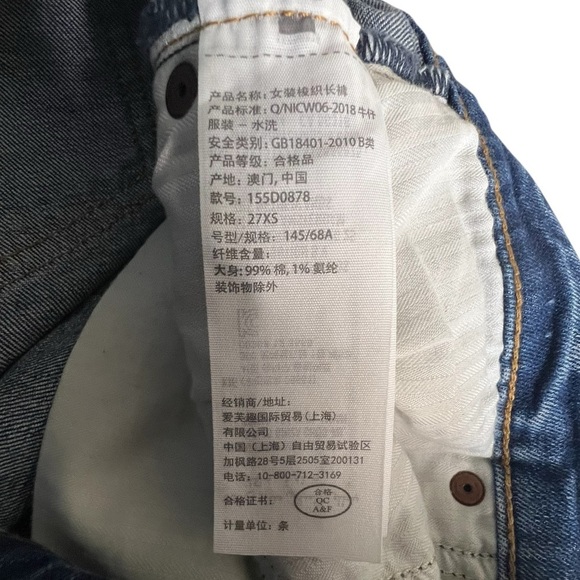 产品名称: 女装梭织长裤
产品标准: Q/NICW06-2018 牛仔
服装 – 水洗
安全类别: GB18401-2010 B类
产品等级: 合格品
产地: 澳门, 中国
款号: 155D0878
规格: 27XS
号型/规格: 145/68A
纤维含量:
大身: 99% 棉, 1% 氨纶
装饰物除外
经销商/地址:
爱芙趣国际贸易 (上海)
有限公司
中国 (上海) 自由贸易试验区
加枫路28号5层2505室200131
电话: 10-800-712-3169
合格证书:
合格
QC
A&F
计量单位: 条